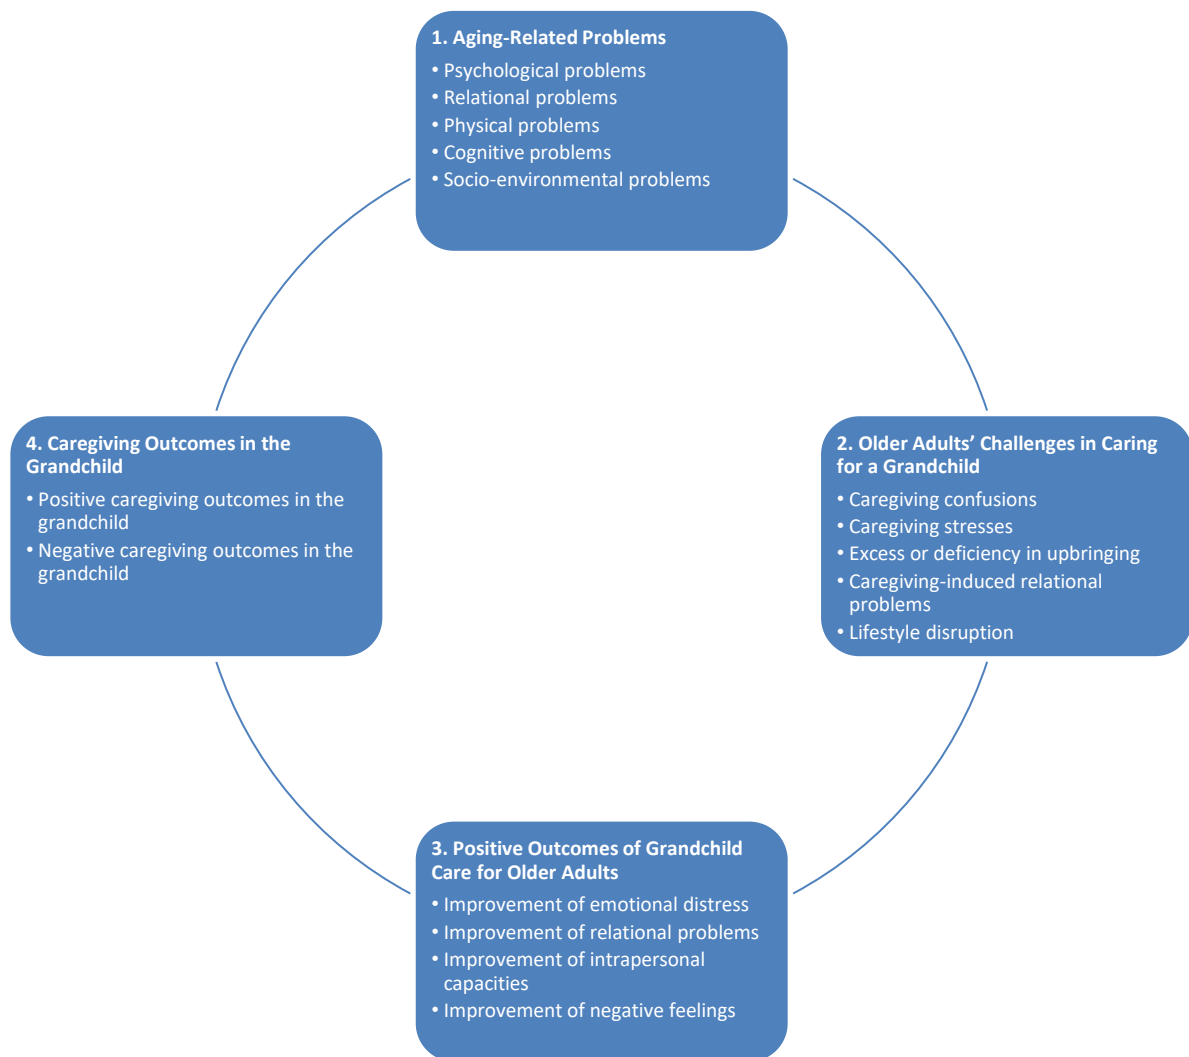 1. Aging-Related Problems
• Psychological problems
• Relational problems
• Physical problems
• Cognitive problems
• Socio-environmental problems
2. Older Adults’ Challenges in Caring
for a Grandchild
• Caregiving confusions
• Caregiving stresses
• Excess or deficiency in upbringing
• Caregiving-induced relational
problems
• Lifestyle disruption
3. Positive Outcomes of Grandchild
Care for Older Adults
• Improvement of emotional distress
• Improvement of relational problems
• Improvement of intrapersonal
capacities
• Improvement of negative feelings
4. Caregiving Outcomes in the
Grandchild
• Positive caregiving outcomes in the
grandchild
• Negative caregiving outcomes in the
grandchild